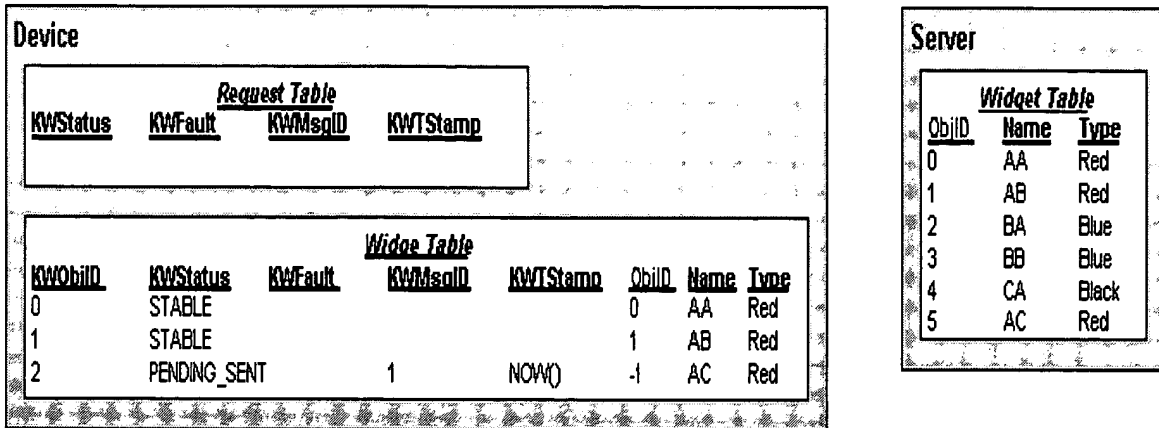 Device
Request Table
KWStatus KWFault KWMsgID KWTStamp
Widge Table
KWObjID KWStatus KWFault KWMsgID KWTStamp ObjID Name Type
0 STABLE 0 AA Red
1 STABLE 1 AB Red
2 PENDING_SENT 1 NOW() -1 AC Red
Server
Widget Table
ObjID Name Type
0 AA Red
1 AB Red
2 BA Blue
3 BB Blue
4 CA Black
5 AC Red